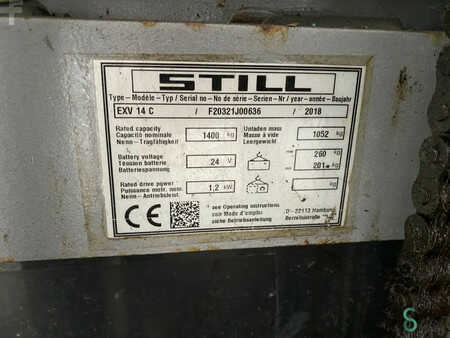 STILL
Type – Modèle – Typ / Serial no – No de série – Serien – Nr / year – année – Baujahr
EXV 14 C / F20321J00636 / 2018
Rated capacity
Capacité nominale 1400 kg
Nenn – Tragfähigkeit
Unladen mass
Masse à vide 1052 kg
Leergewicht
Battery voltage
Tension batterie 24 V
Batteriespannung
260 kg
201 kg
Rated drive power
Puissance motr. nom. 1,2 kW
Nenn – Antriebsleist.
kg
CE
* see Operating instructions
voir Mode d'emploi
siehe Betriebsanleitung
D – 22113 Hamburg
Berzeliusstraße
S